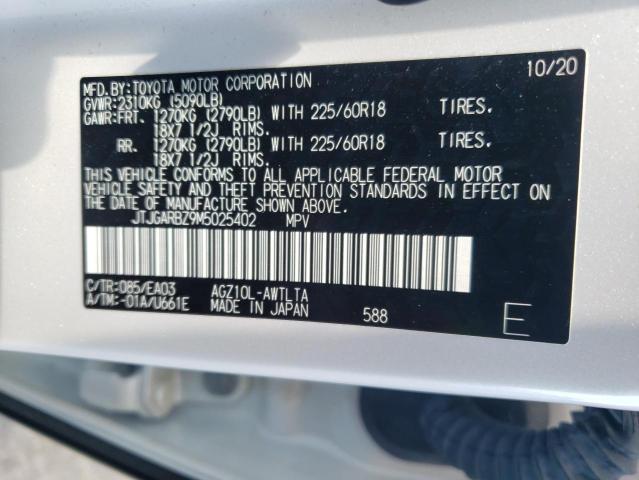 MFD.BY:TOYOTA MOTOR CORPORATION 10/20
GVWR:2310KG (5090LB)
GAWR:FRT. 1270KG (2790LB) WITH 225/60R18 TIRES.
18X7 1/2J RIMS.
RR. 1270KG (2790LB) WITH 225/60R18 TIRES.
18X7 1/2J RIMS.
THIS VEHICLE CONFORMS TO ALL APPLICABLE FEDERAL MOTOR
VEHICLE SAFETY AND THEFT PREVENTION STANDARDS IN EFFECT ON
THE DATE OF MANUFACTURE SHOWN ABOVE.
JTJGARBZ9M5025402 MPV
C/TR:085/EA03 AGZ10L-AWTLTA
A/TM:-01A/U661E MADE IN JAPAN 588 E